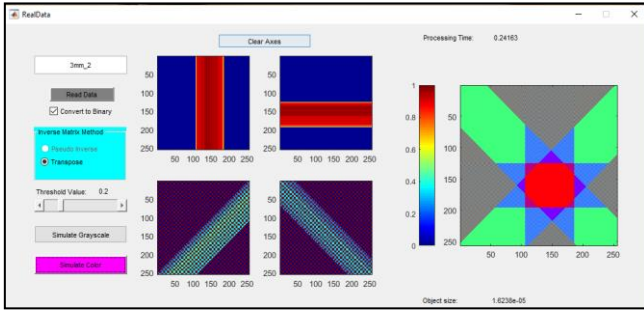 RealData
Clear Axes
Processing Time: 0.24163
3mm_2
Read Data
Convert to Binary
Inverse Matrix Method
Pseudo Inverse
Transpose
Threshold Value: 0.2
Simulate Grayscale
Simulate Color
50
100
150
200
250
50 100 150 200 250
50
100
150
200
250
50 100 150 200 250
50
100
150
200
250
50 100 150 200 250
50
100
150
200
250
50 100 150 200 250
1
0.8
0.6
0.4
0.2
0
50
100
150
200
250
50 100 150 200 250
Object size: 1.6238e-05